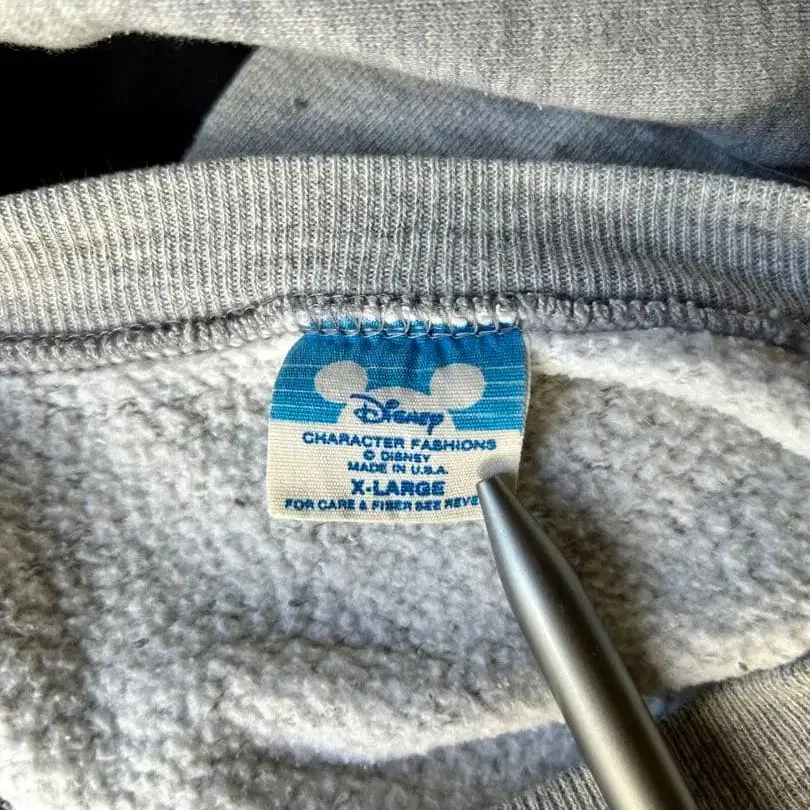 Disney
CHARACTER FASHIONS
© DISNEY
MADE IN U.S.A.
X-LARGE
FOR CARE & FIBER SEE